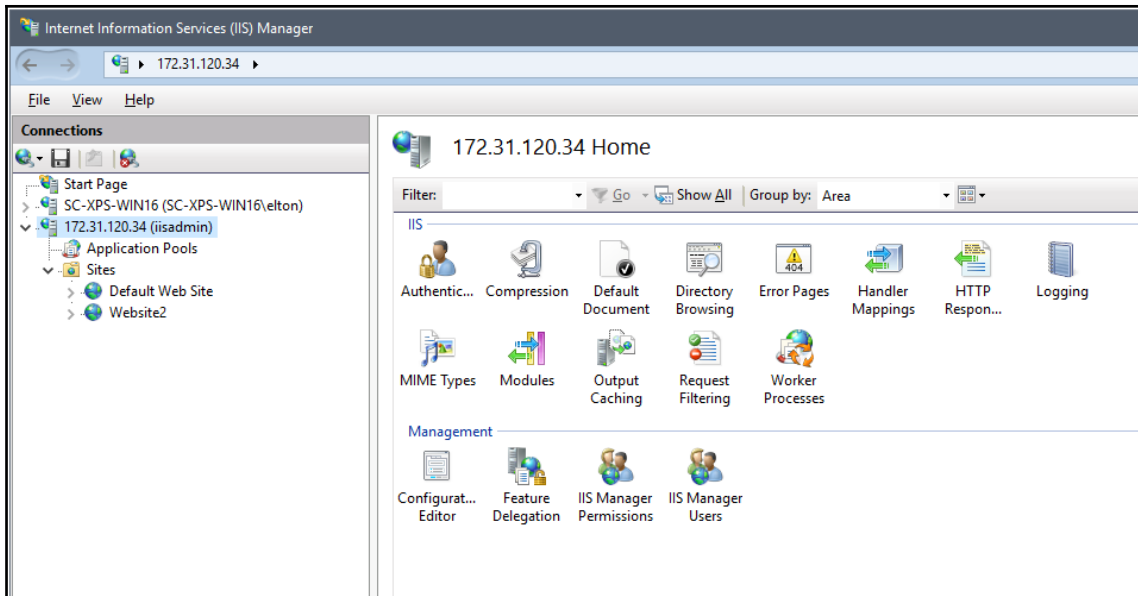 Internet Information Services (IIS) Manager
172.31.120.34
File View Help
Connections
Start Page
SC-XPS-WIN16 (SC-XPS-WIN16\elton)
172.31.120.34 (iisadmin)
Application Pools
Sites
Default Web Site
Website2
172.31.120.34 Home
Filter: Go Show All Group by: Area
IIS
Authentic... Compression Default Document Directory Browsing Error Pages Handler Mappings HTTP Respon... Logging
404
MIME Types Modules Output Caching Request Filtering Worker Processes
Management
Configurat... Editor Feature Delegation IIS Manager Permissions IIS Manager Users